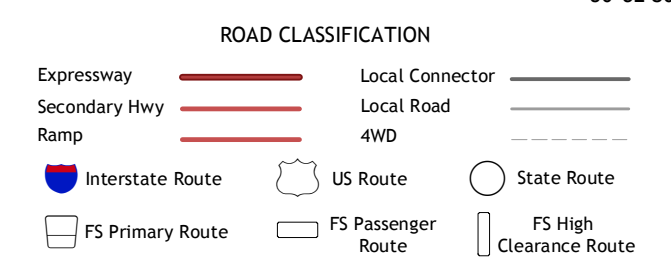 ROAD CLASSIFICATION
Expressway
Local Connector
Secondary Hwy
Local Road
Ramp
4WD
Interstate Route
US Route
State Route
FS Primary Route
FS Passenger
Route
FS High
Clearance Route